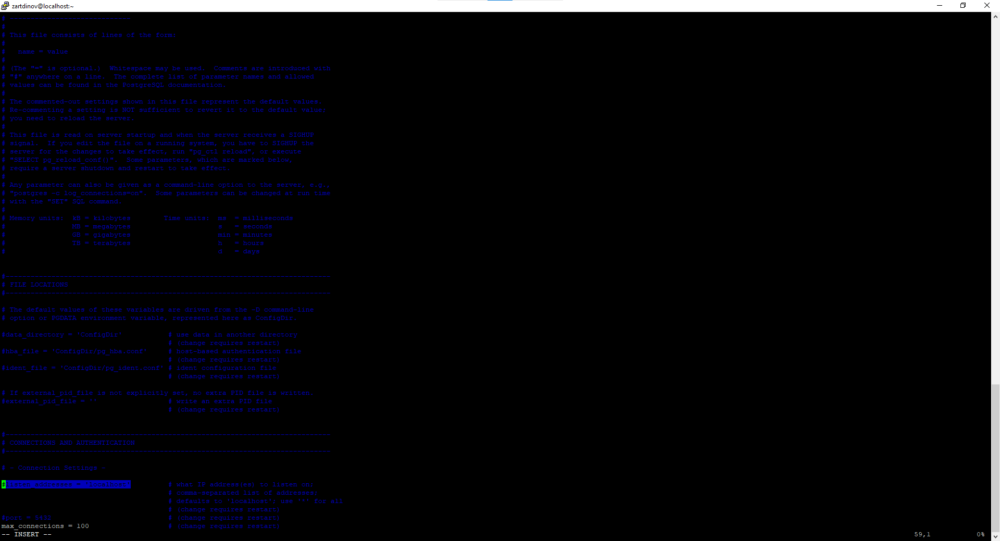 zartdinov@localhost:~
# -----------------------------
#
# This file consists of lines of the form:
#
#   name = value
#
# (The "=" is optional.)  Whitespace may be used.  Comments are introduced with
# "#" anywhere on a line.  The complete list of parameter names and allowed
# values can be found in the PostgreSQL documentation.
#
# The commented-out settings shown in this file represent the default values.
# Re-commenting a setting is NOT sufficient to revert it to the default value;
# you need to reload the server.
#
# This file is read on server startup and when the server receives a SIGHUP
# signal.  If you edit the file on a running system, you have to SIGHUP the
# server for the changes to take effect, run "pg_ctl reload", or execute
# "SELECT pg_reload_conf()".  Some parameters, which are marked below,
# require a server shutdown and restart to take effect.
#
# Any parameter can also be given as a command-line option to the server, e.g.,
# "postgres -c log_connections=on".  Some parameters can be changed at run time
# with the "SET" SQL command.
#
# Memory units:  kB = kilobytes        Time units:  ms  = milliseconds
#                MB = megabytes                     s   = seconds
#                GB = gigabytes                     min = minutes
#                TB = terabytes                     h   = hours
#                                                   d   = days
#------------------------------------------------------------------------------
# FILE LOCATIONS
#------------------------------------------------------------------------------
# The default values of these variables are driven from the -D command-line
# option or PGDATA environment variable, represented here as ConfigDir.
#data_directory = 'ConfigDir'           # use data in another directory
                                        # (change requires restart)
#hba_file = 'ConfigDir/pg_hba.conf'     # host-based authentication file
                                        # (change requires restart)
#ident_file = 'ConfigDir/pg_ident.conf' # ident configuration file
                                        # (change requires restart)
# If external_pid_file is not explicitly set, no extra PID file is written.
#external_pid_file = ''                 # write an extra PID file
                                        # (change requires restart)
#------------------------------------------------------------------------------
# CONNECTIONS AND AUTHENTICATION
#------------------------------------------------------------------------------
# - Connection Settings -
#listen_addresses = 'localhost'         # what IP address(es) to listen on;
                                        # comma-separated list of addresses;
                                        # defaults to 'localhost'; use '*' for all
                                        # (change requires restart)
#port = 5432                            # (change requires restart)
max_connections = 100                   # (change requires restart)
-- INSERT --                            59,1          0%